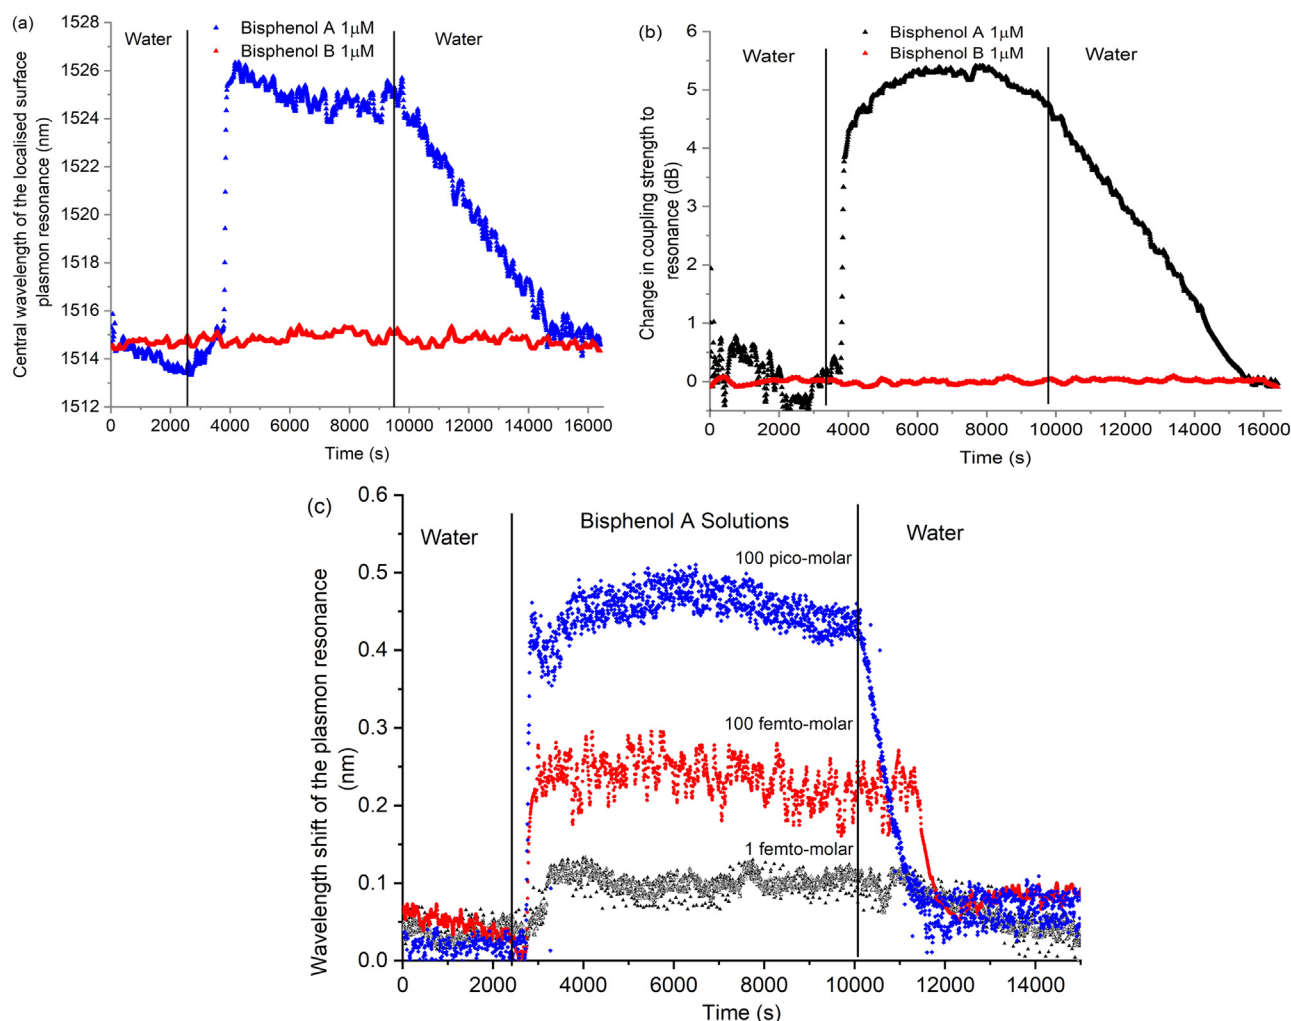 (a)
Bisphenol A 1μM
Bisphenol B 1μM
Water
Water
1528
1526
1524
1522
1520
1518
1516
1514
1512
Central wavelength of the localised surface
plasmon resonance (nm)
0 2000 4000 6000 8000 10000 12000 14000 16000
Time (s)
(b)
Bisphenol A 1μM
Bisphenol B 1μM
Water
Water
6
5
4
3
2
1
0
Change in coupling strength to
resonance (dB)
0 2000 4000 6000 8000 10000 12000 14000 16000
Time (s)
(c)
Water
Bisphenol A Solutions
Water
100 pico-molar
100 femto-molar
1 femto-molar
0.6
0.5
0.4
0.3
0.2
0.1
0.0
Wavelength shift of the plasmon resonance
(nm)
0 2000 4000 6000 8000 10000 12000 14000
Time (s)